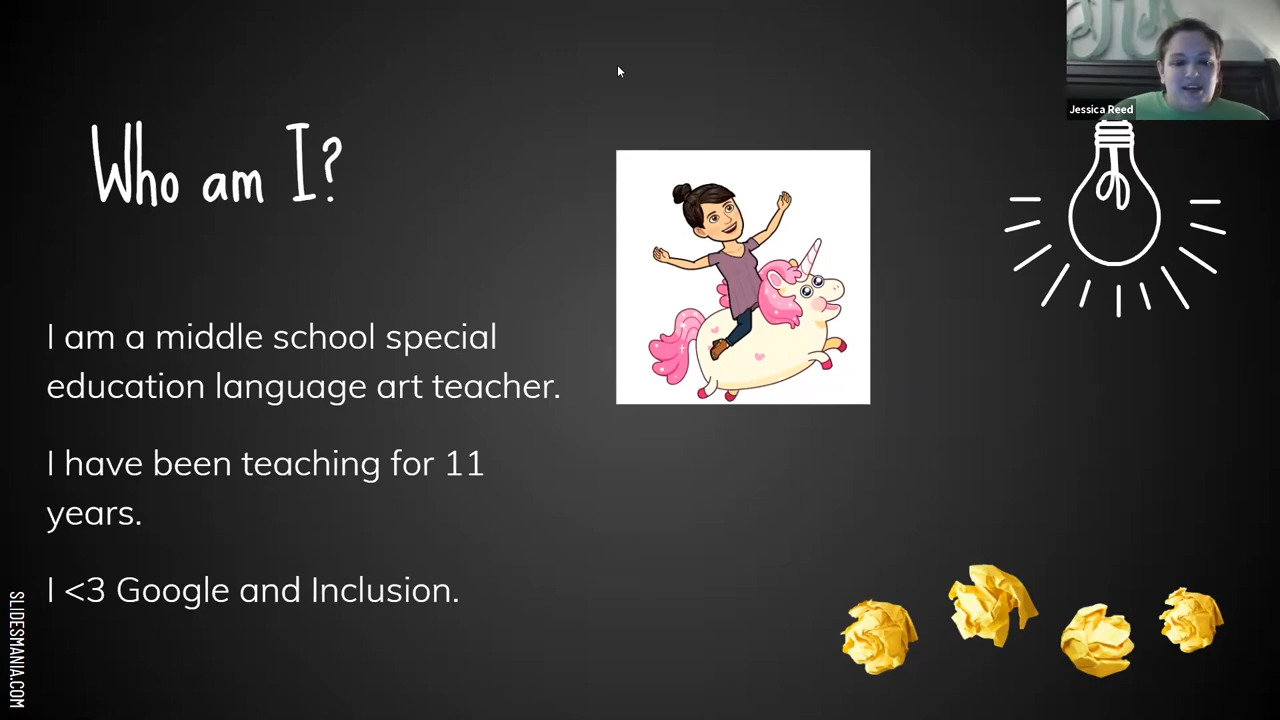 Jessica Reed
Who am I?
I am a middle school special
education language art teacher.
I have been teaching for 11
years.
I <3 Google and Inclusion.
SLIDESMANIA.COM